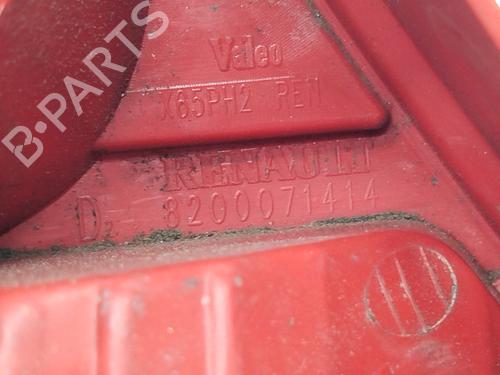 Valeo
X65PH2 REN
RENAULT
D - 8200071414
B-PARTS